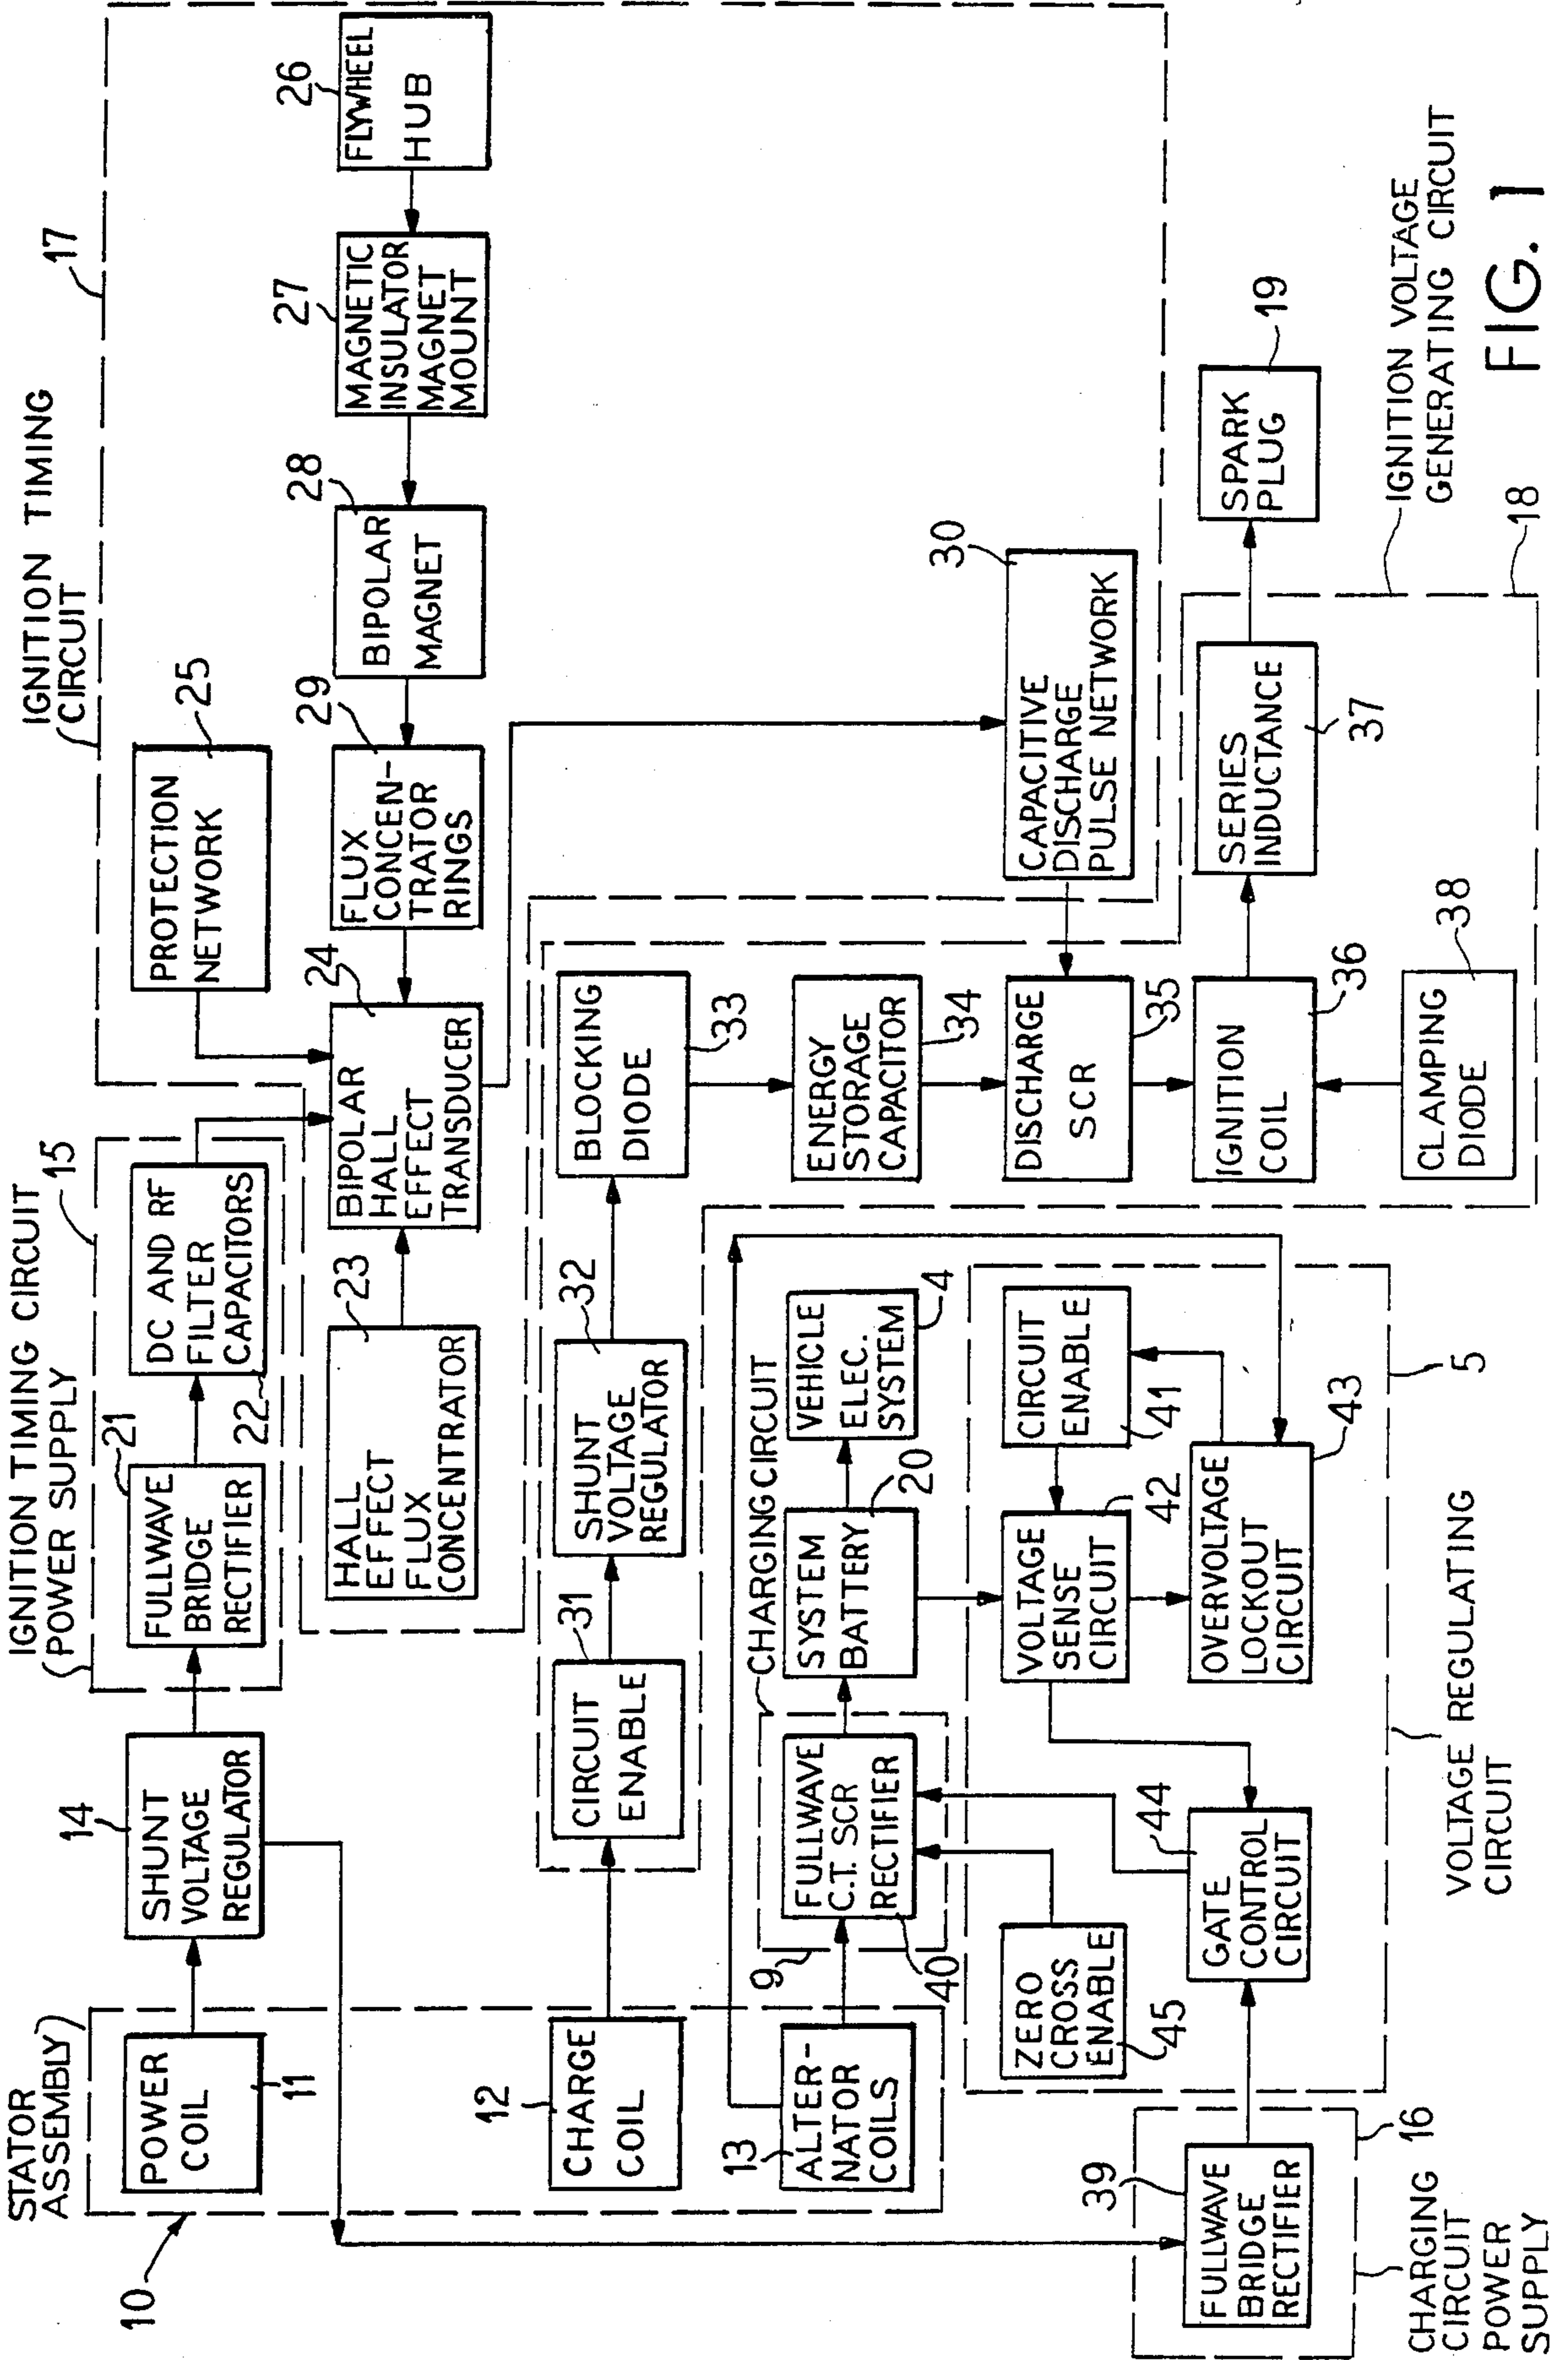 STATOR
ASSEMBLY
10
POWER
COIL
11
14
SHUNT
VOLTAGE
REGULATOR
IGNITION TIMING CIRCUIT
POWER SUPPLY
15
21
FULLWAVE
BRIDGE
RECTIFIER
DC AND RF
FILTER
CAPACITORS
22
IGNITION TIMING
CIRCUIT
17
PROTECTION
NETWORK
25
23
HALL
EFFECT
FLUX
CONCENTRATOR
24
BIPOLAR
HALL
EFFECT
TRANSDUCER
29
FLUX
CONCEN-
TRATOR
RINGS
28
BIPOLAR
MAGNET
27
MAGNETIC
INSULATOR
MAGNET
MOUNT
26
FLYWHEEL
HUB
12
CHARGE
COIL
31
CIRCUIT
ENABLE
32
SHUNT
VOLTAGE
REGULATOR
BLOCKING
DIODE
33
ENERGY
STORAGE
CAPACITOR
34
30
CAPACITIVE
DISCHARGE
PULSE NETWORK
DISCHARGE
SCR
35
IGNITION
COIL
36
SERIES
INDUCTANCE
37
SPARK
PLUG
19
CLAMPING
DIODE
38
IGNITION VOLTAGE
GENERATING CIRCUIT
18
13
ALTER-
NATOR
COILS
CHARGING CIRCUIT
9
FULLWAVE
C.T. SCR
RECTIFIER
40
SYSTEM
BATTERY
20
VEHICLE
ELEC.
SYSTEM
4
ZERO
CROSS
ENABLE
45
VOLTAGE
SENSE
CIRCUIT
42
CIRCUIT
ENABLE
41
44
GATE
CONTROL
CIRCUIT
OVERVOLTAGE
LOCKOUT
CIRCUIT
43
5
VOLTAGE REGULATING
CIRCUIT
39
FULLWAVE
BRIDGE
RECTIFIER
16
CHARGING
CIRCUIT
POWER
SUPPLY
FIG. 1